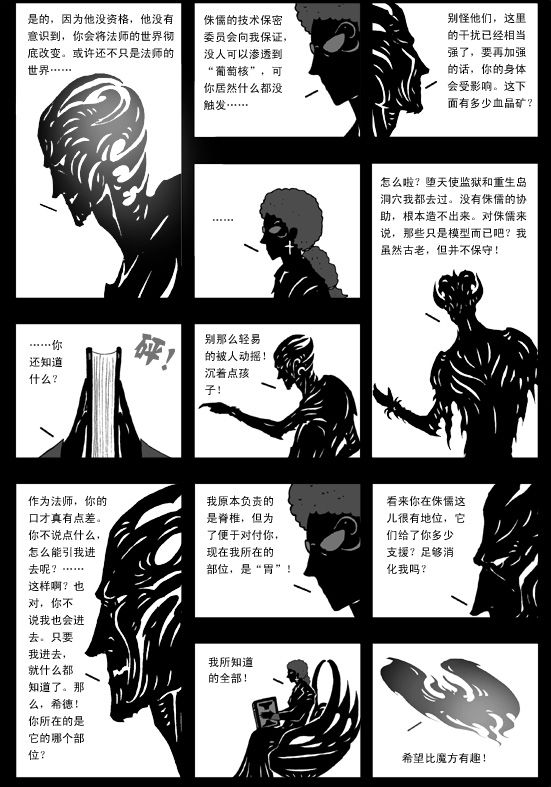 是的，因为他没资格，他没有
意识到，你会将法师的世界彻
底改变。或许还不只是法师的
世界……
侏儒的技术保密
委员会向我保证，
没人可以渗透到
“葡萄核”，可
你居然什么都没
触发……
别怪他们，这里
的干扰已经相当
强了，要再加强
的话，你的身体
会受影响。这下
面有多少血晶矿？
……
怎么啦？堕天使监狱和重生岛
洞穴我都去过。没有侏儒的协
助，根本造不出来。对侏儒来
说，那些只是模型而已吧？我
虽然古老，但并不保守！
……你
还知道
什么？
砰！
别那么轻易
的被人动摇！
沉着点孩
子！
作为法师，你的
口才真有点差。
你不说点什么，
怎么能引我进
去呢？……
这样啊？也
对，你不
说我也会进
去。只要
我进去，
就什么都
知道了。那
么，希德！
你所在的是
它的哪个部
位？
我原本负责的
是脊椎，但为
了便于对付你，
现在我所在的
部位，是“胃”！
看来你在侏儒这
儿很有地位，它
们给了你多少
支援？足够消
化我吗？
我所知道
的全部！
希望比魔方有趣！